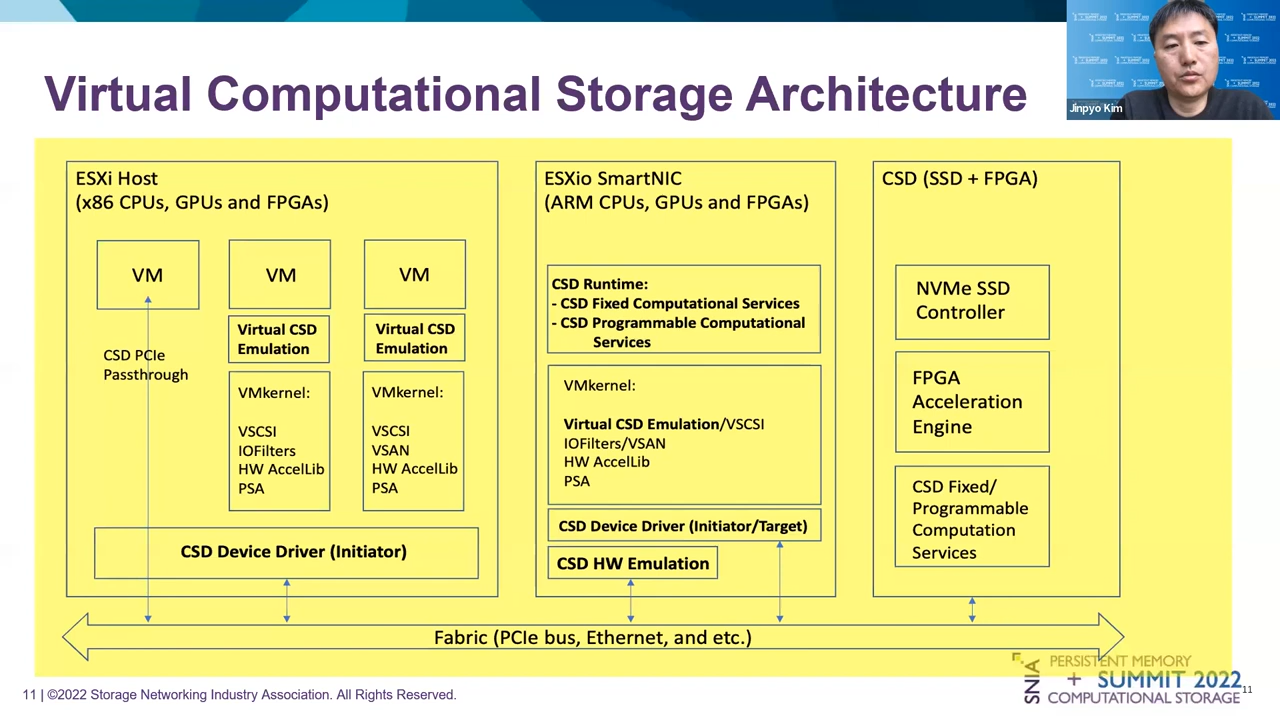 Virtual Computational Storage Architecture
Jinpyo Kim
ESXi Host
(x86 CPUs, GPUs and FPGAs)
VM
VM
VM
Virtual CSD
Emulation
Virtual CSD
Emulation
CSD PCIe
Passthrough
VMkernel:
VSCSI
IOFilters
HW AccelLib
PSA
VMkernel:
VSCSI
VSAN
HW AccelLib
PSA
CSD Device Driver (Initiator)
ESXio SmartNIC
(ARM CPUs, GPUs and FPGAs)
CSD Runtime:
- CSD Fixed Computational Services
- CSD Programmable Computational
Services
VMkernel:
Virtual CSD Emulation/VSCSI
IOFilters/VSAN
HW AccelLib
PSA
CSD Device Driver (Initiator/Target)
CSD HW Emulation
CSD (SSD + FPGA)
NVMe SSD
Controller
FPGA
Acceleration
Engine
CSD Fixed/
Programmable
Computation
Services
Fabric (PCIe bus, Ethernet, and etc.)
11 | ©2022 Storage Networking Industry Association. All Rights Reserved.
SNIA
PERSISTENT MEMORY
+ SUMMIT 2022
COMPUTATIONAL STORAGE
11